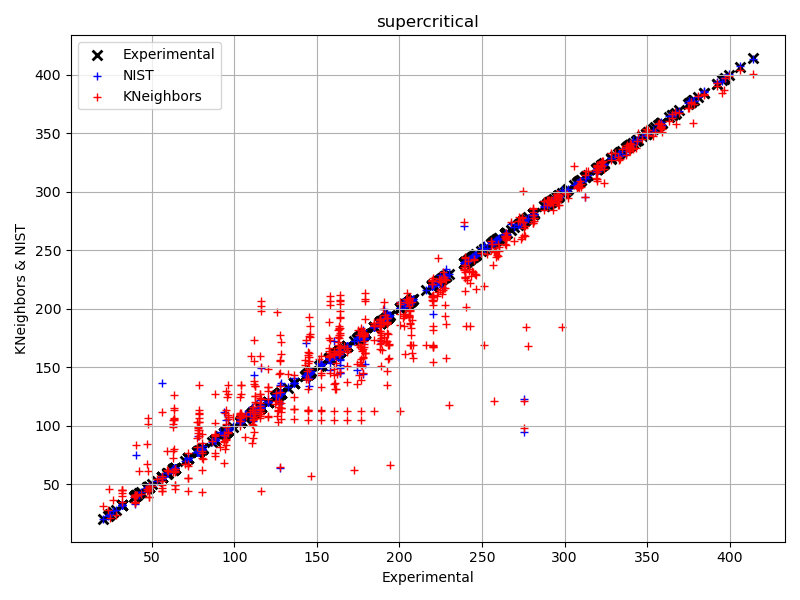 supercritical
Experimental
NIST
KNeighbors
400
350
300
250
200
150
100
50
KNeighbors & NIST
50 100 150 200 250 300 350 400
Experimental